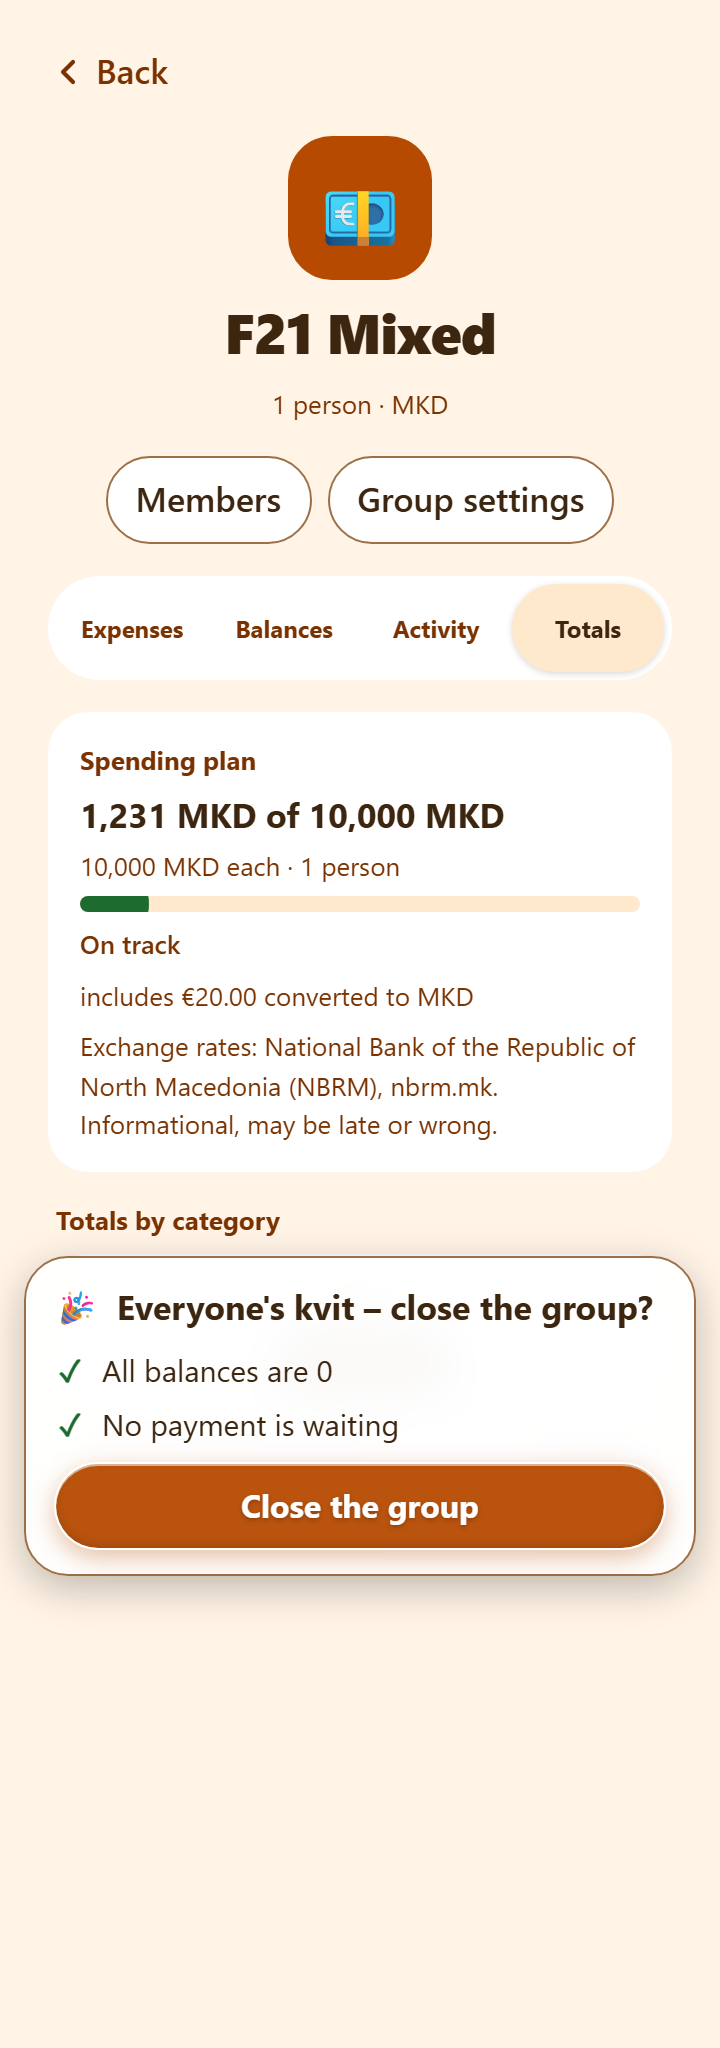 Back
F21 Mixed
1 person · MKD
Members
Group settings
Expenses
Balances
Activity
Totals
Spending plan
1,231 MKD of 10,000 MKD
10,000 MKD each · 1 person
On track
includes €20.00 converted to MKD
Exchange rates: National Bank of the Republic of
North Macedonia (NBRM), nbrm.mk.
Informational, may be late or wrong.
Totals by category
Everyone's kvit – close the group?
✓ All balances are 0
✓ No payment is waiting
Close the group